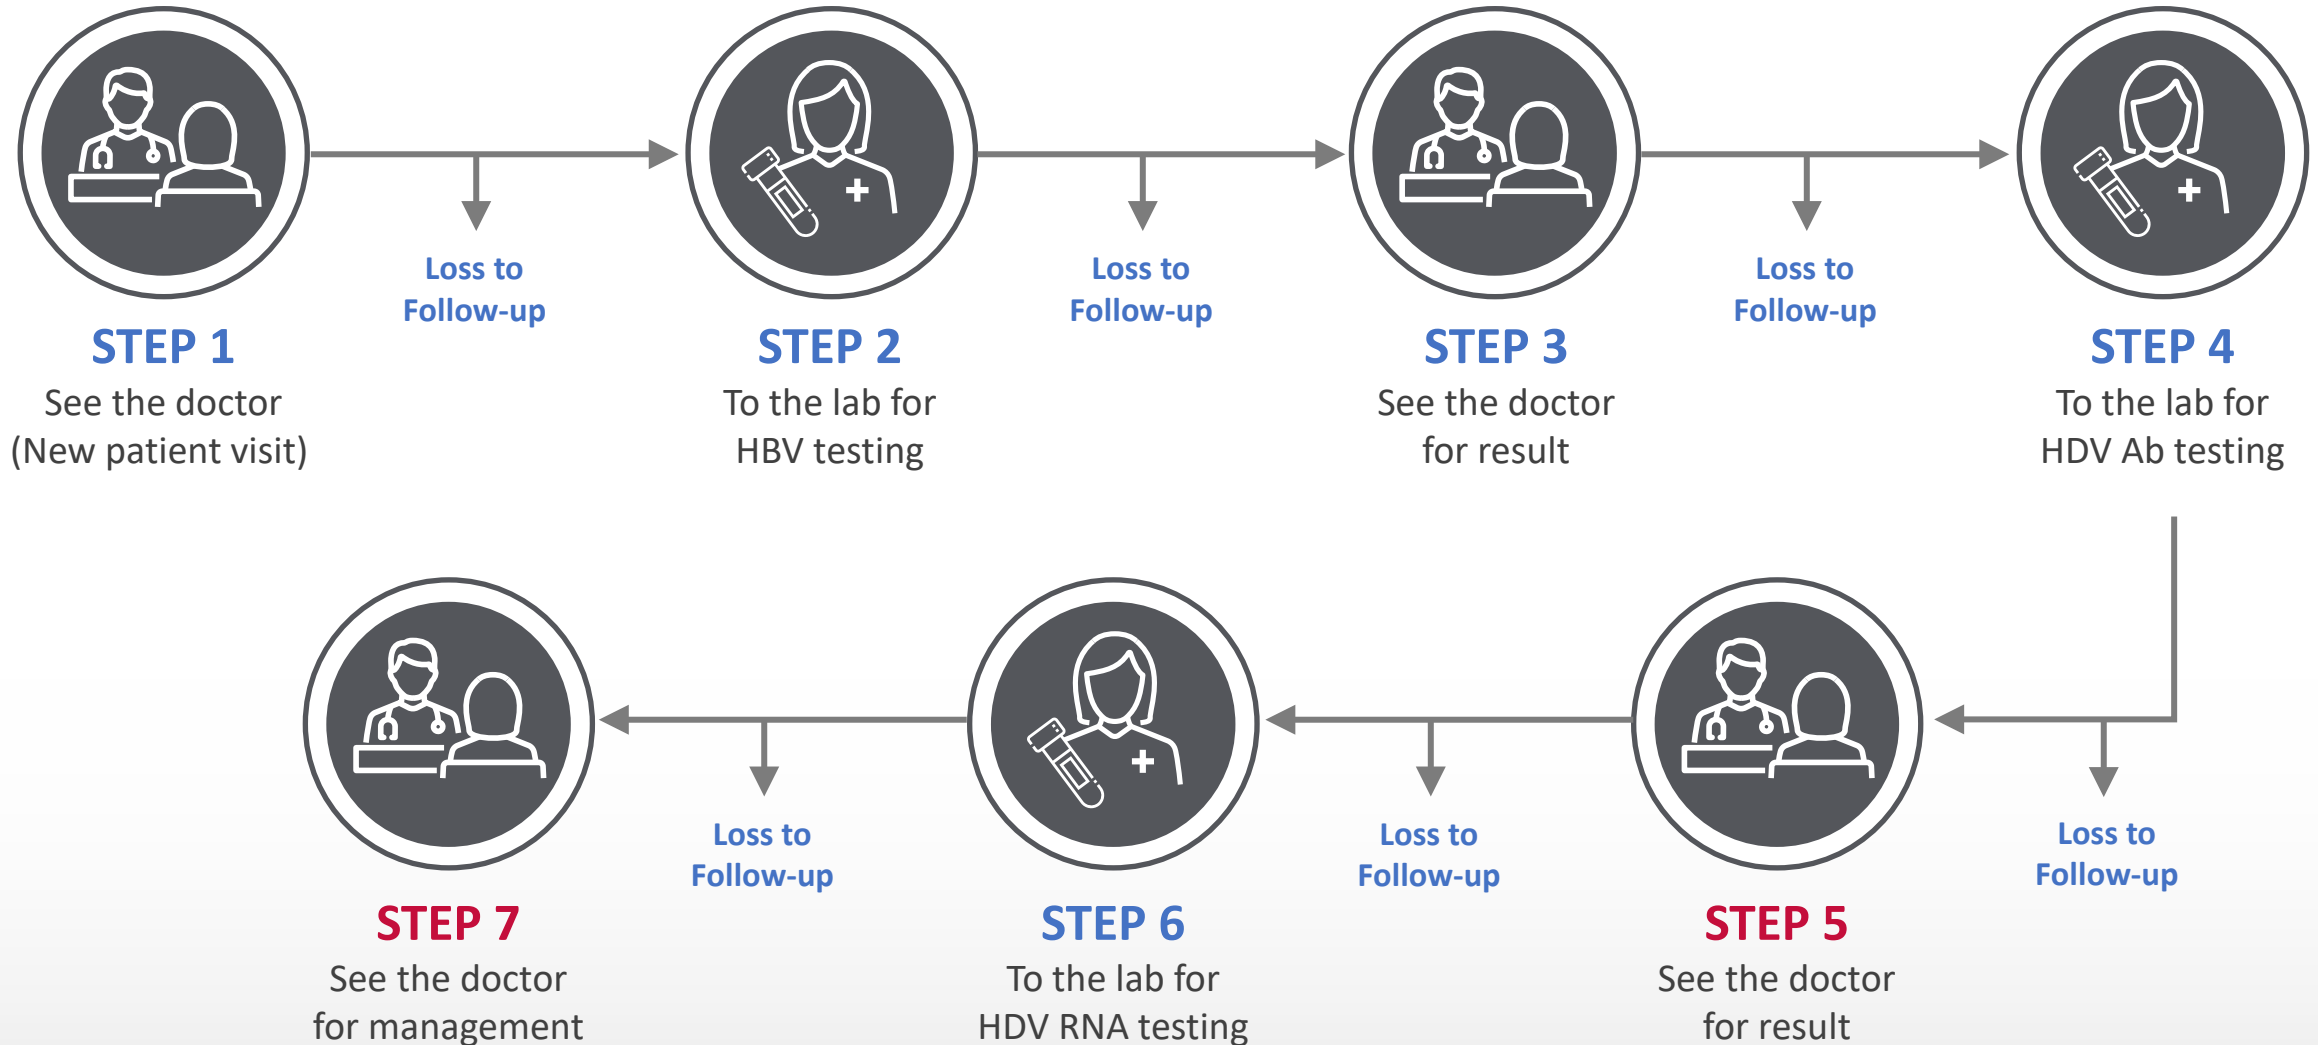 Loss to
Follow-up
Loss to
Follow-up
Loss to
Follow-up
STEP 1
See the doctor
(New patient visit)
STEP 2
To the lab for
HBV testing
STEP 3
See the doctor
for result
STEP 4
To the lab for
HDV Ab testing
Loss to
Follow-up
Loss to
Follow-up
Loss to
Follow-up
STEP 7
See the doctor
for management
STEP 6
To the lab for
HDV RNA testing
STEP 5
See the doctor
for result